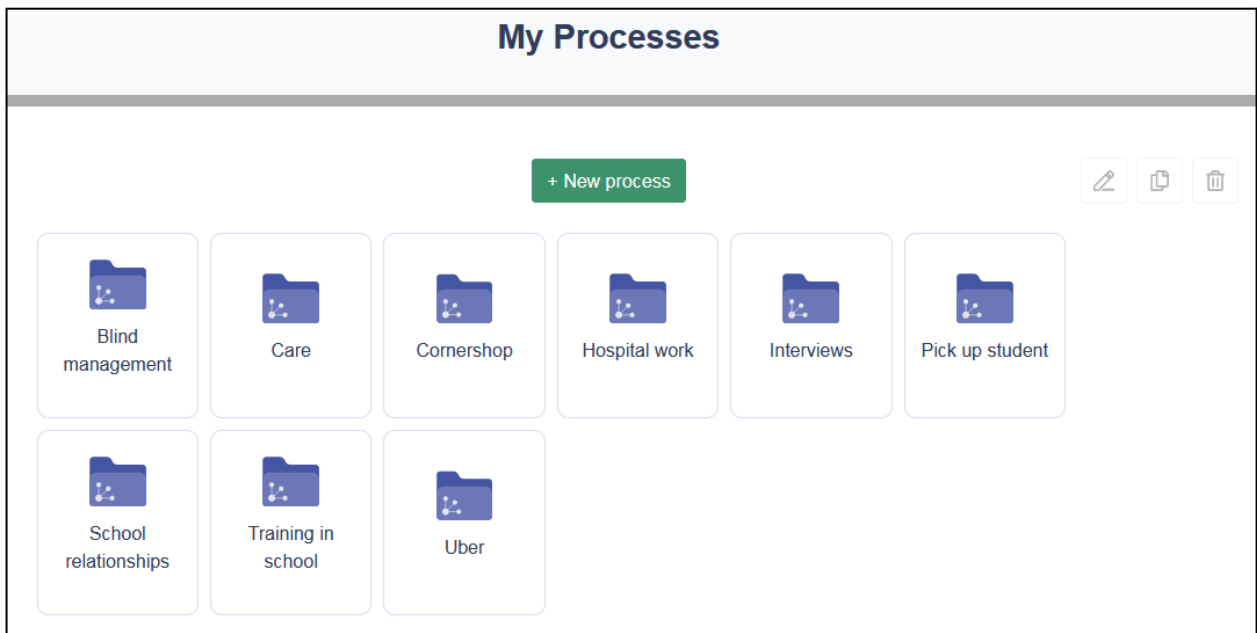 My Processes
+ New process
Blind
management
Care
Cornershop
Hospital work
Interviews
Pick up student
School
relationships
Training in
school
Uber